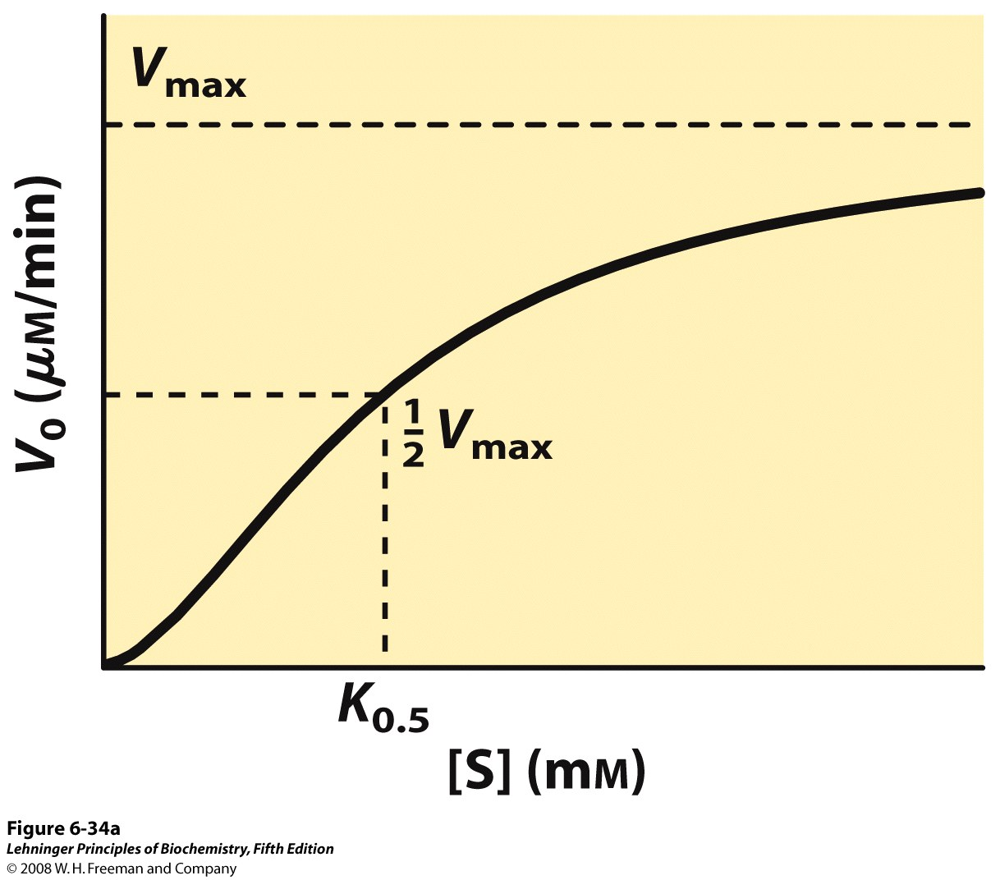 Vmax
V0 (μM/min)
1/2 Vmax
K0.5
[S] (mM)
Figure 6-34a
Lehninger Principles of Biochemistry, Fifth Edition
© 2008 W. H. Freeman and Company